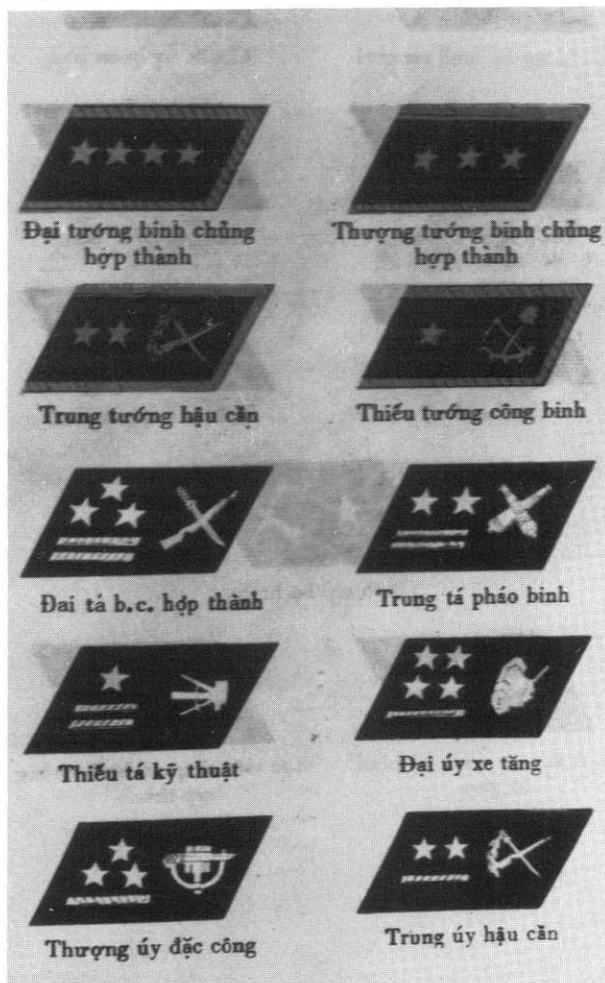 Đại tướng binh chủng
hợp thành
Thượng tướng binh chủng
hợp thành
Trung tướng hậu cần
Thiếu tướng công binh
Đai tá b.c. hợp thành
Trung tá pháo binh
Thiếu tá kỹ thuật
Đại úy xe tăng
Thượng úy đặc công
Trung úy hậu cần